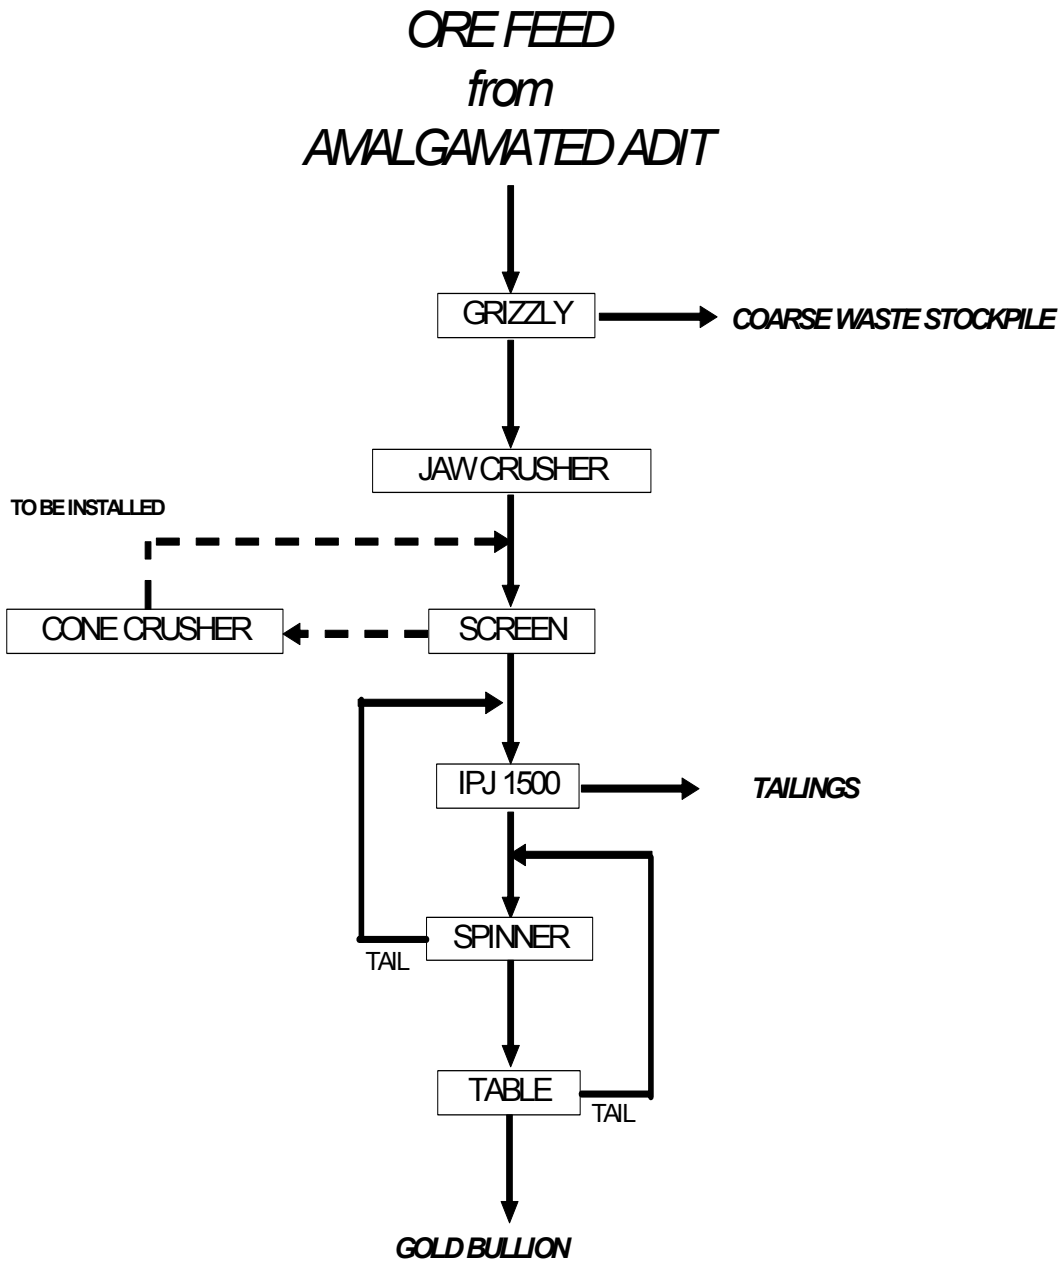 ORE FEED
from
AMALGAMATED ADIT
GRIZZLY
COARSE WASTE STOCKPILE
JAW CRUSHER
TO BE INSTALLED
CONE CRUSHER
SCREEN
IPJ 1500
TAILINGS
SPINNER
TAIL
TABLE
TAIL
GOLD BULLION